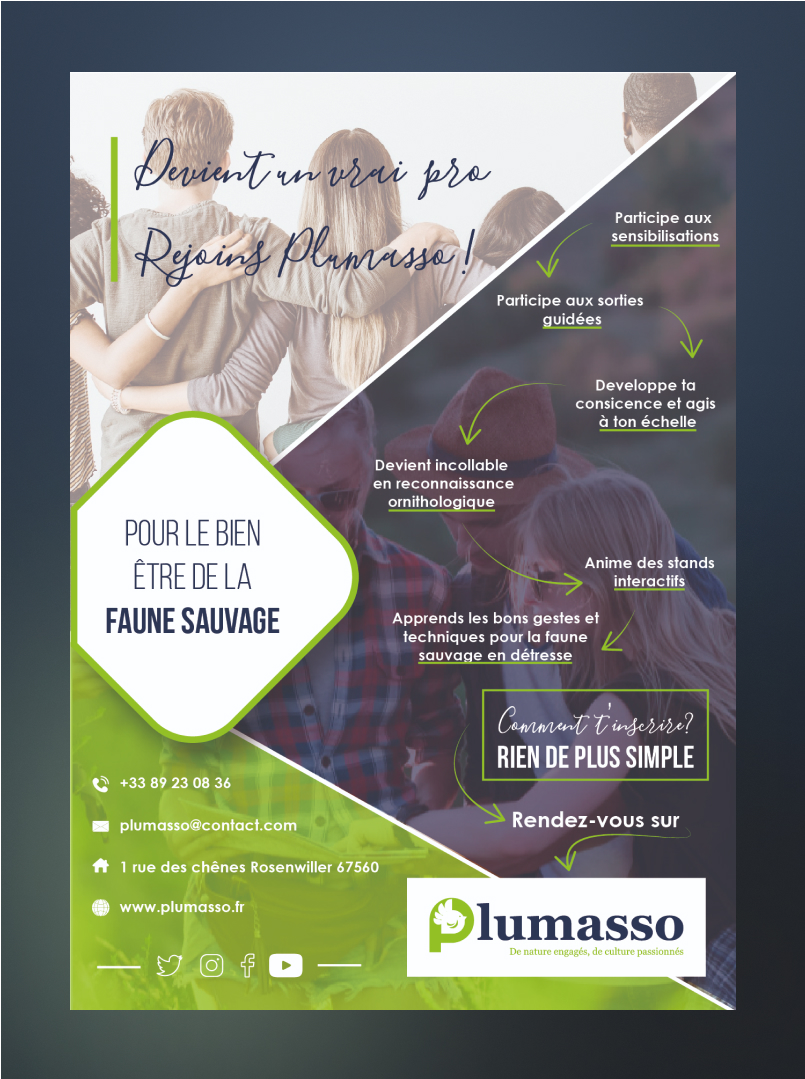 Devient un vrai pro
Rejoins Plumasso !
Participe aux
sensibilisations
Participe aux sorties
guidées
Developpe ta
consicence et agis
à ton échelle
Devient incollable
en reconnaissance
ornithologique
Anime des stands
interactifs
Apprends les bons gestes et
techniques pour la faune
sauvage en détresse
POUR LE BIEN
ÊTRE DE LA
FAUNE SAUVAGE
Comment t'inscrire?
RIEN DE PLUS SIMPLE
Rendez-vous sur
+33 89 23 08 36
plumasso@contact.com
1 rue des chênes Rosenwiller 67560
www.plumasso.fr
Plumasso
De nature engagés, de culture passionnés